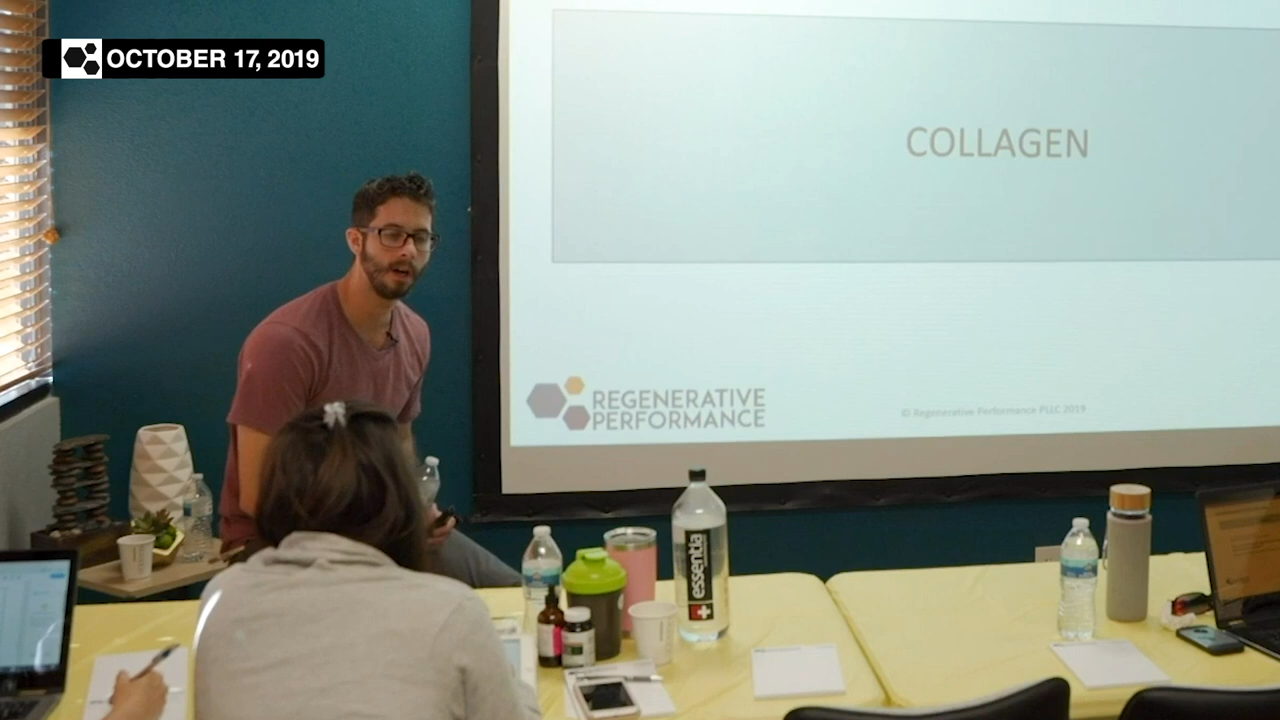 OCTOBER 17, 2019
COLLAGEN
REGENERATIVE
PERFORMANCE
© Regenerative Performance PLLC 2019
essentia